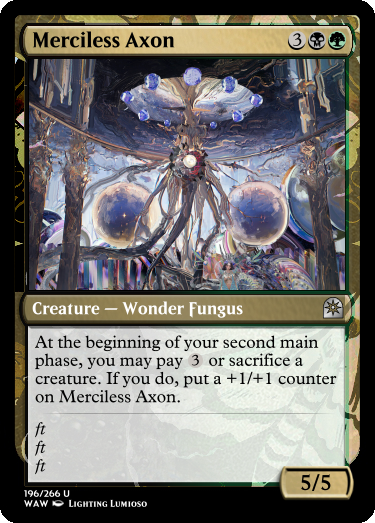 Merciless Axon 3
Creature — Wonder Fungus
At the beginning of your second main
phase, you may pay 3 or sacrifice a
creature. If you do, put a +1/+1 counter
on Merciless Axon.
ft
ft
ft
5/5
196/266 U
WAW Lighting Lumioso